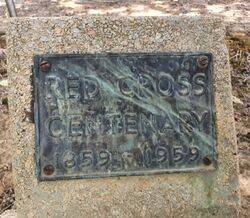 RED CROSS
CENTENARY
1859 - 1959